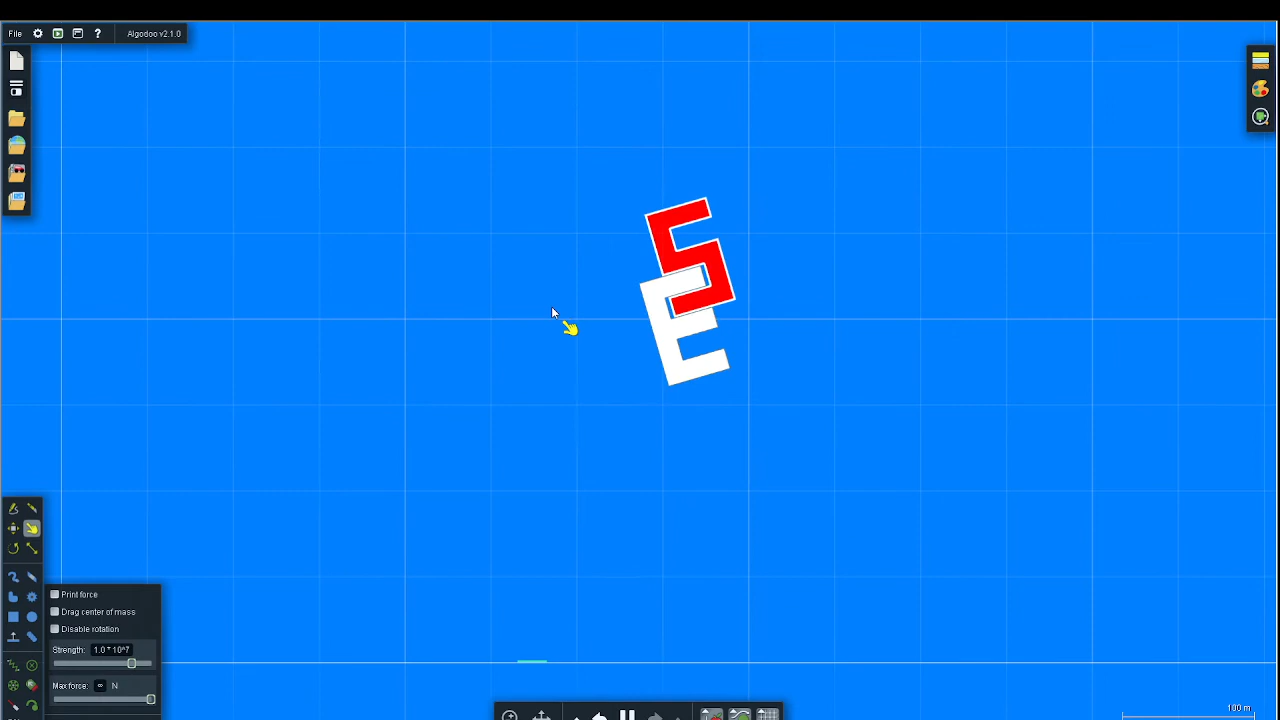 File ? Algodoo v2.1.0
S
E
Print force
Drag center of mass
Disable rotation
Strength: 1.0 * 10^7
Max force: ∞ N
100 m